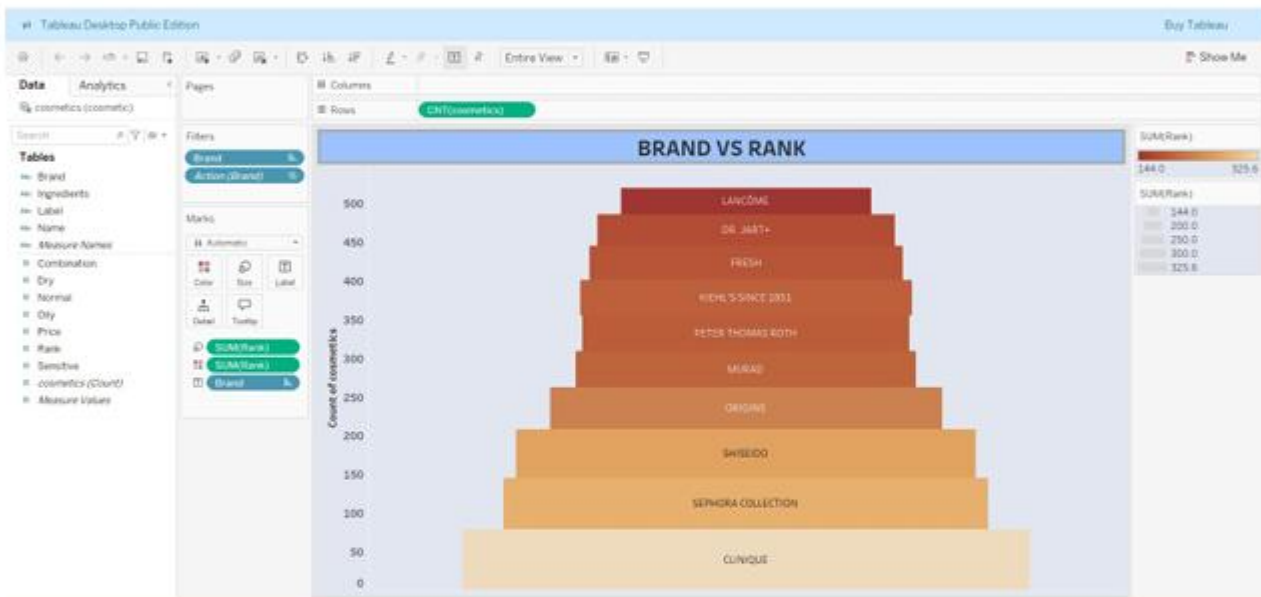 Tableau Desktop Public Edition
Buy Tableau
Entire View
Show Me
Data
Analytics
Pages
Columns
cosmetics (cosmetic)
Rows
CNT(cosmetics)
Search
Filters
Brand
Action (Brand)
Tables
Brand
Ingredients
Label
Name
Measure Names
Combination
Dry
Normal
Oily
Price
Rank
Sensitive
cosmetics (Count)
Measure Values
Marks
Automatic
Color
Size
Label
Detail
Tooltip
SUM(Rank)
SUM(Rank)
Brand
BRAND VS RANK
Count of cosmetics
500
450
400
350
300
250
200
150
100
50
0
LANCÔME
DR. JART+
FRESH
KIEHL'S SINCE 1851
PETER THOMAS ROTH
MURAD
ORIGINS
SHISEIDO
SEPHORA COLLECTION
CLINIQUE
SUM(Rank)
144.0 325.6
SUM(Rank)
144.0
200.0
250.0
300.0
325.6